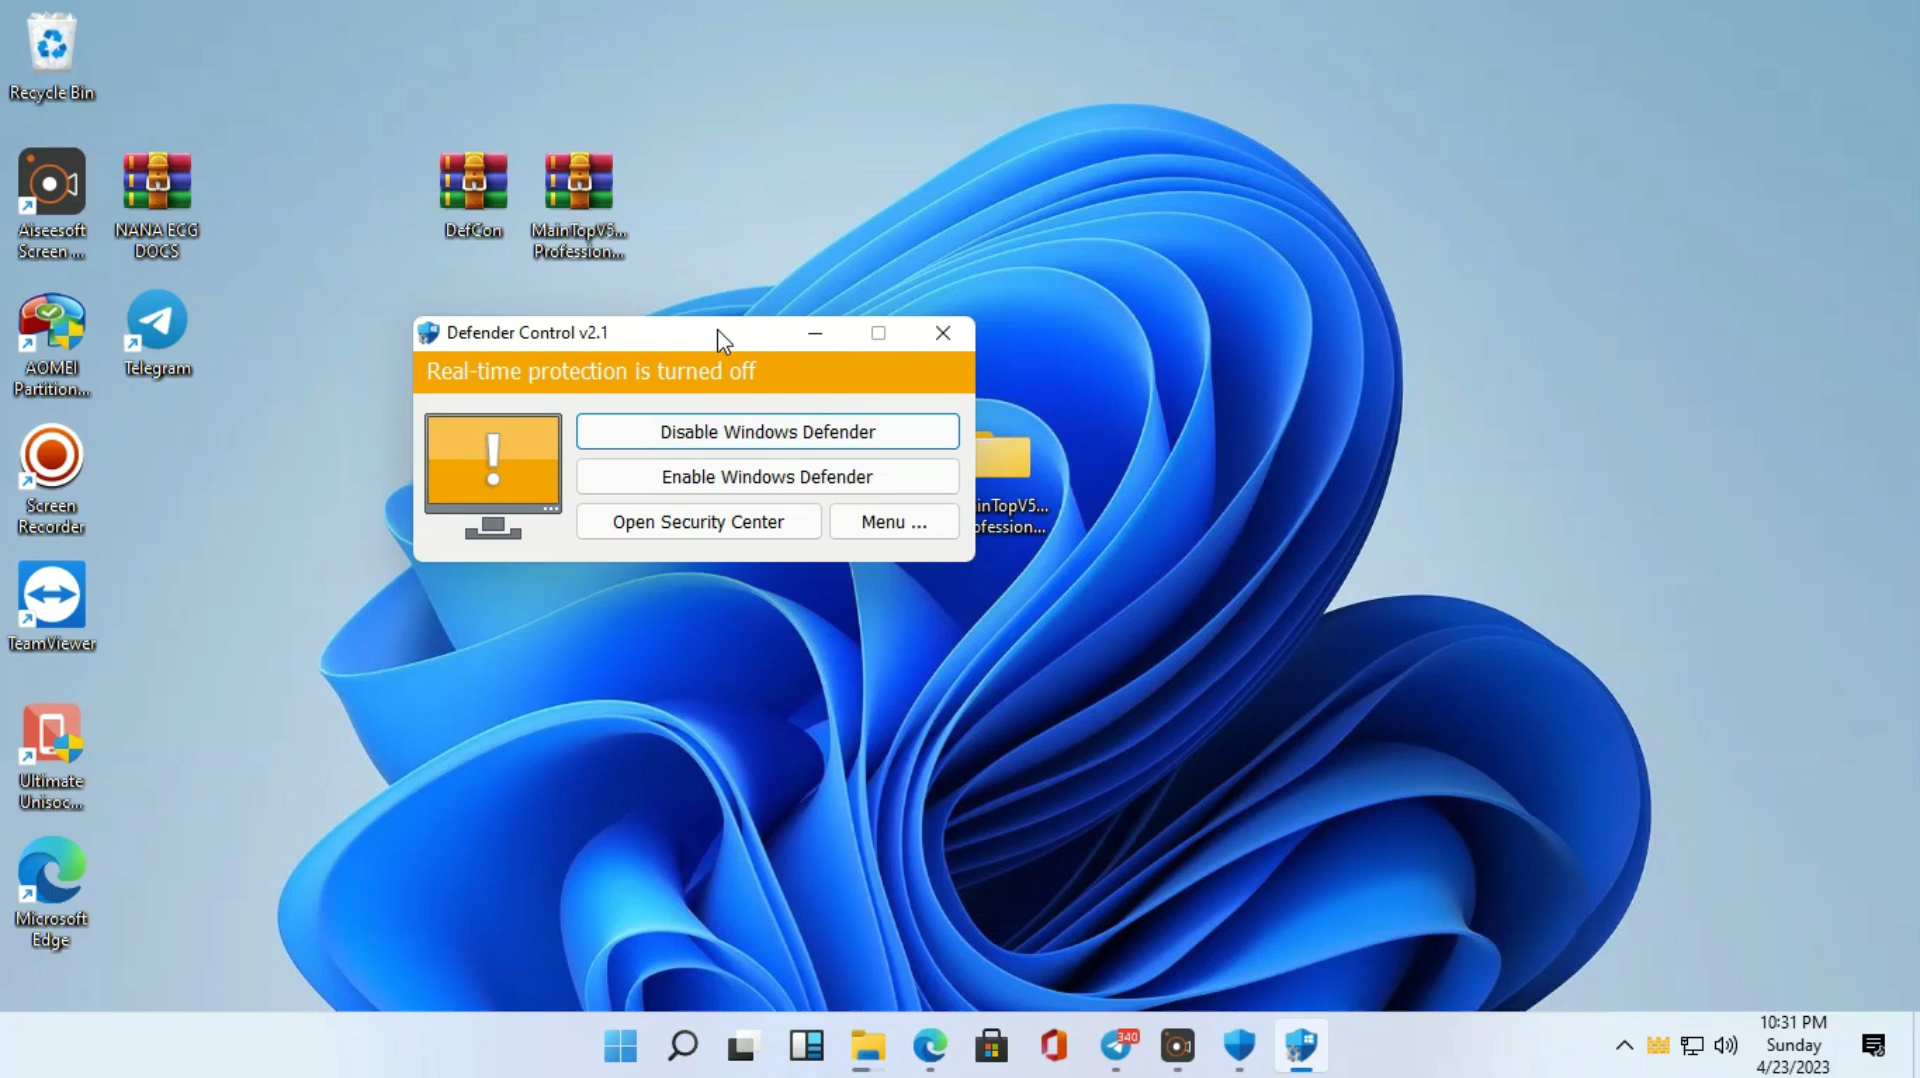 Recycle Bin
Aiseesoft
Screen ...
NANA ECG
DOCS
DefCon
MainTopV5...
Profession...
AOMEI
Partition...
Telegram
Defender Control v2.1
Real-time protection is turned off
Disable Windows Defender
Enable Windows Defender
Open Security Center
Menu ...
inTopV5...
ofession...
Screen
Recorder
TeamViewer
Ultimate
Unisoc...
Microsoft
Edge
340
10:31 PM
Sunday
4/23/2023